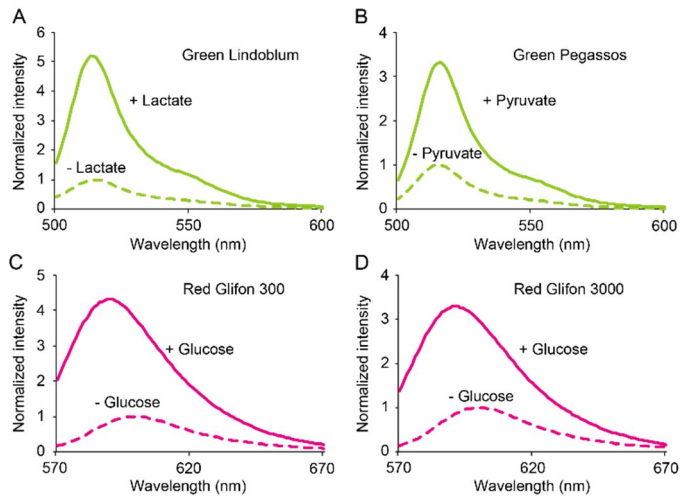 A
Green Lindoblum
Normalized intensity
6
5
4
3
2
1
0
+ Lactate
- Lactate
500
550
600
Wavelength (nm)
B
Green Pegassos
Normalized intensity
4
3
2
1
0
+ Pyruvate
- Pyruvate
500
550
600
Wavelength (nm)
C
Red Glifon 300
Normalized intensity
5
4
3
2
1
0
+ Glucose
- Glucose
570
620
670
Wavelength (nm)
D
Red Glifon 3000
Normalized intensity
4
3
2
1
0
+ Glucose
- Glucose
570
620
670
Wavelength (nm)